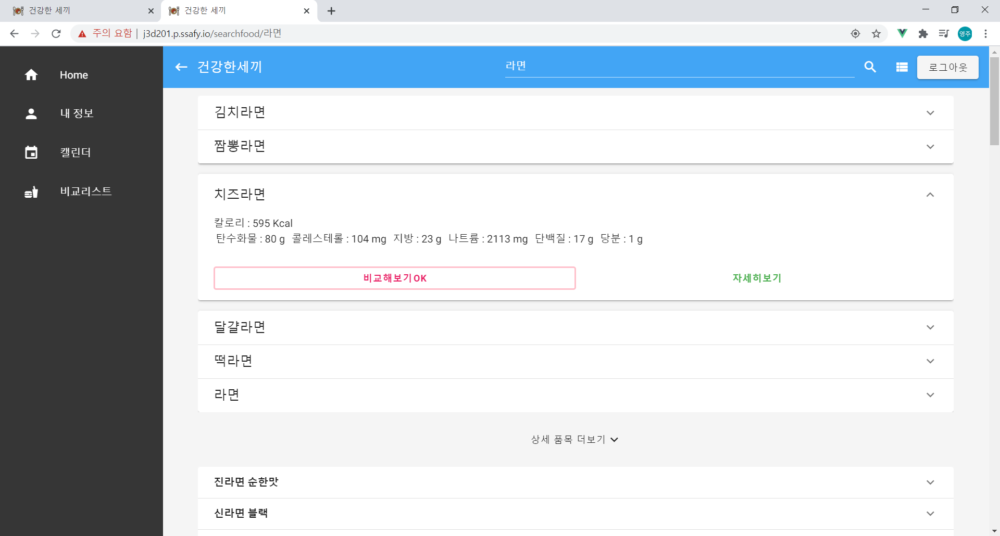 건강한 세끼
건강한 세끼
주의 요함 | j3d201.p.ssafy.io/searchfood/라면
영주
Home
내 정보
캘린더
비교리스트
건강한세끼
라면
로그아웃
김치라면
짬뽕라면
치즈라면
칼로리 : 595 Kcal
탄수화물 : 80 g 콜레스테롤 : 104 mg 지방 : 23 g 나트륨 : 2113 mg 단백질 : 17 g 당분 : 1 g
비교해보기OK
자세히보기
달걀라면
떡라면
라면
상세 품목 더보기
진라면 순한맛
신라면 블랙